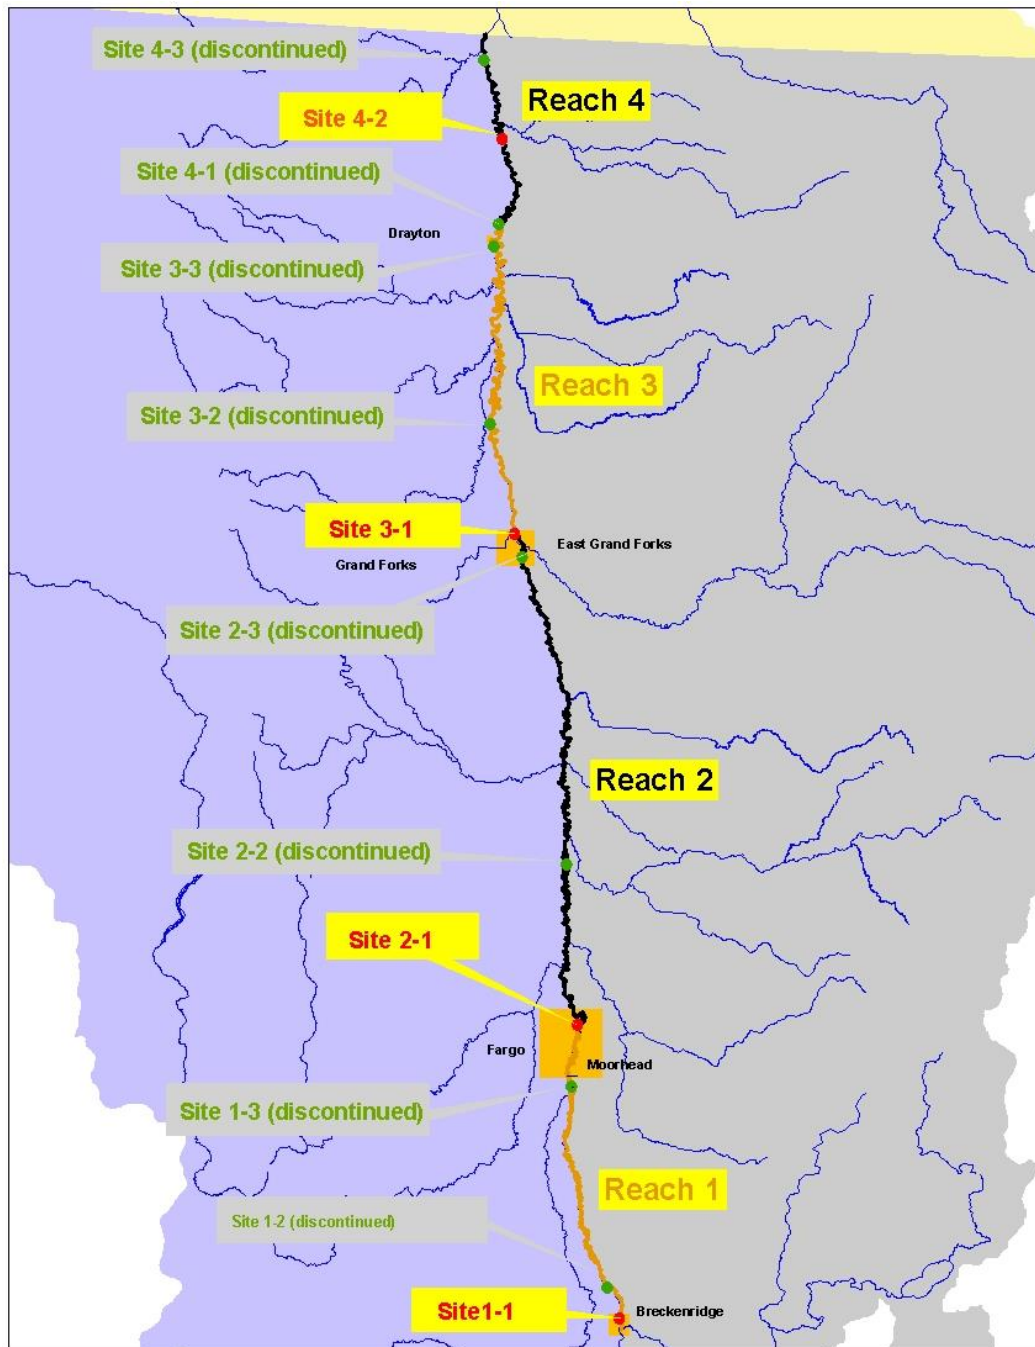 Site 4-3 (discontinued)
Reach 4
Site 4-2
Site 4-1 (discontinued)
Drayton
Site 3-3 (discontinued)
Reach 3
Site 3-2 (discontinued)
Site 3-1
East Grand Forks
Grand Forks
Site 2-3 (discontinued)
Reach 2
Site 2-2 (discontinued)
Site 2-1
Fargo
Moorhead
Site 1-3 (discontinued)
Reach 1
Site 1-2 (discontinued)
Site1-1
Breckenridge